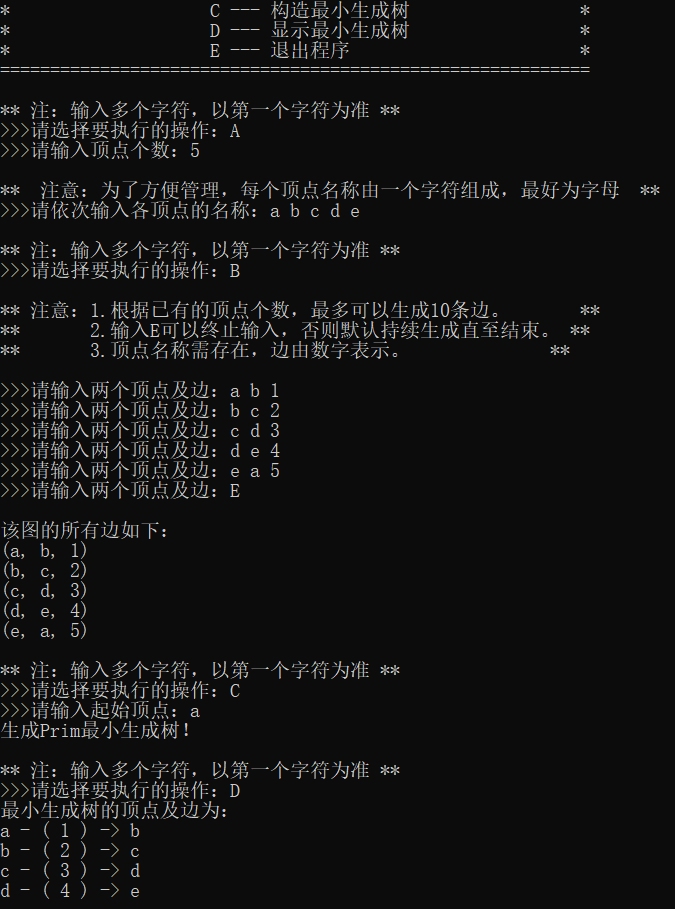 * C --- 构造最小生成树 *
* D --- 显示最小生成树 *
* E --- 退出程序 *
===========================================================
** 注：输入多个字符，以第一个字符为准 **
>>>请选择要执行的操作：A
>>>请输入顶点个数：5
** 注意：为了方便管理，每个顶点名称由一个字符组成，最好为字母 **
>>>请依次输入各顶点的名称：a b c d e
** 注：输入多个字符，以第一个字符为准 **
>>>请选择要执行的操作：B
** 注意：1.根据已有的顶点个数，最多可以生成10条边。 **
** 2.输入E可以终止输入，否则默认持续生成直至结束。 **
** 3.顶点名称需存在，边由数字表示。 **
>>>请输入两个顶点及边：a b 1
>>>请输入两个顶点及边：b c 2
>>>请输入两个顶点及边：c d 3
>>>请输入两个顶点及边：d e 4
>>>请输入两个顶点及边：e a 5
>>>请输入两个顶点及边：E
该图的所有边如下：
(a, b, 1)
(b, c, 2)
(c, d, 3)
(d, e, 4)
(e, a, 5)
** 注：输入多个字符，以第一个字符为准 **
>>>请选择要执行的操作：C
>>>请输入起始顶点：a
生成Prim最小生成树！
** 注：输入多个字符，以第一个字符为准 **
>>>请选择要执行的操作：D
最小生成树的顶点及边为：
a - ( 1 ) -> b
b - ( 2 ) -> c
c - ( 3 ) -> d
d - ( 4 ) -> e